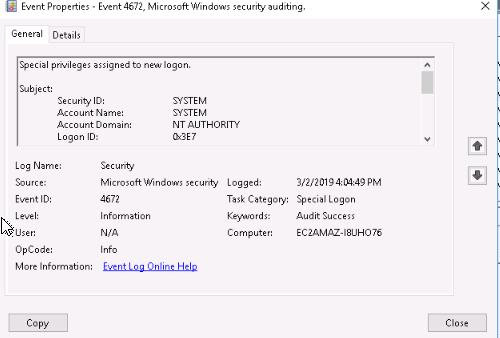 Event Properties - Event 4672, Microsoft Windows security auditing.
General Details
Special privileges assigned to new logon.
Subject:
Security ID: SYSTEM
Account Name: SYSTEM
Account Domain: NT AUTHORITY
Logon ID: 0x3E7
Log Name: Security
Source: Microsoft Windows security Logged: 3/2/2019 4:04:49 PM
Event ID: 4672 Task Category: Special Logon
Level: Information Keywords: Audit Success
User: N/A Computer: EC2AMAZ-I8UHO76
OpCode: Info
More Information: Event Log Online Help
Copy Close